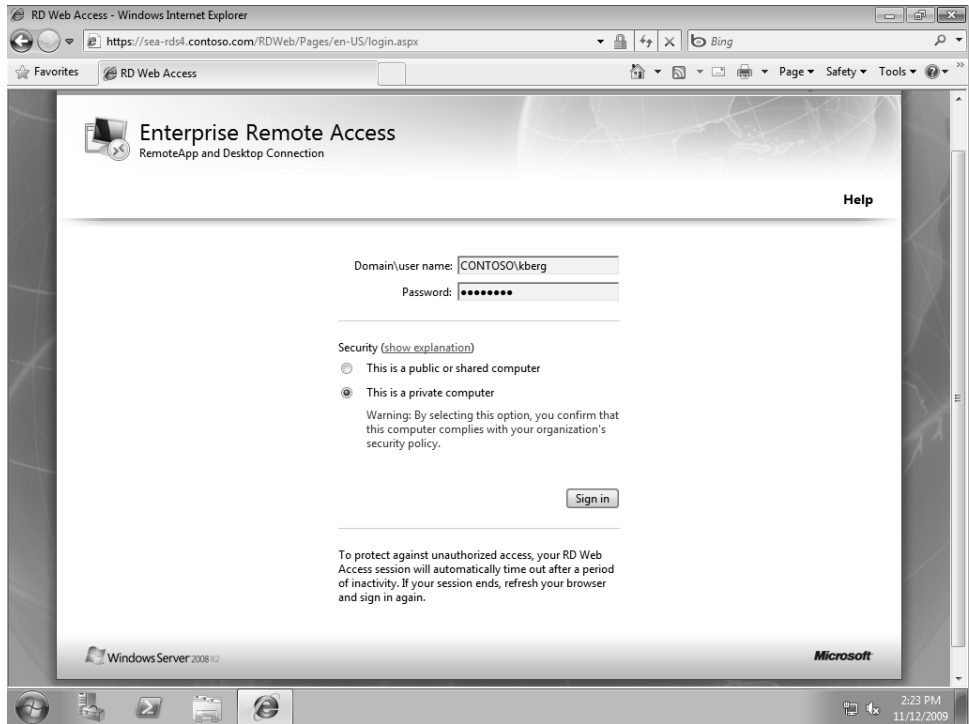 RD Web Access - Windows Internet Explorer
https://sea-rds4.contoso.com/RDWeb/Pages/en-US/login.aspx
Bing
Favorites
RD Web Access
Page
Safety
Tools
Enterprise Remote Access
RemoteApp and Desktop Connection
Help
Domain\user name: CONTOSO\kberg
Password: ••••••••
Security (show explanation)
This is a public or shared computer
This is a private computer
Warning: By selecting this option, you confirm that
this computer complies with your organization's
security policy.
Sign in
To protect against unauthorized access, your RD Web
Access session will automatically time out after a period
of inactivity. If your session ends, refresh your browser
and sign in again.
Windows Server 2008 R2
Microsoft
2:23 PM
11/12/2009